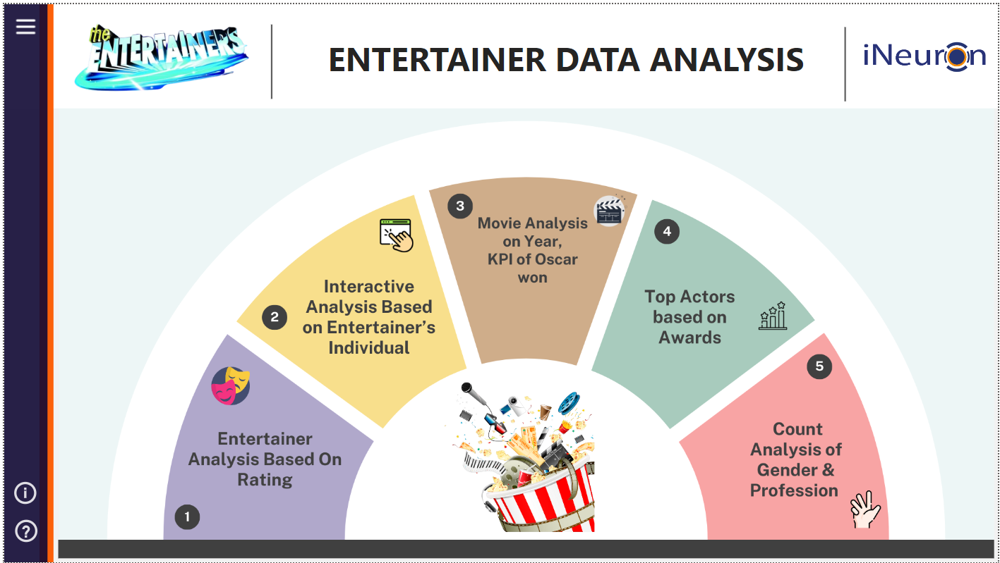 the
ENTERTAINERS
ENTERTAINER DATA ANALYSIS
iNeuron
1
Entertainer
Analysis Based On
Rating
2
Interactive
Analysis Based
on Entertainer’s
Individual
3
Movie Analysis
on Year,
KPI of Oscar
won
4
Top Actors
based on
Awards
5
Count
Analysis of
Gender &
Profession
i
?